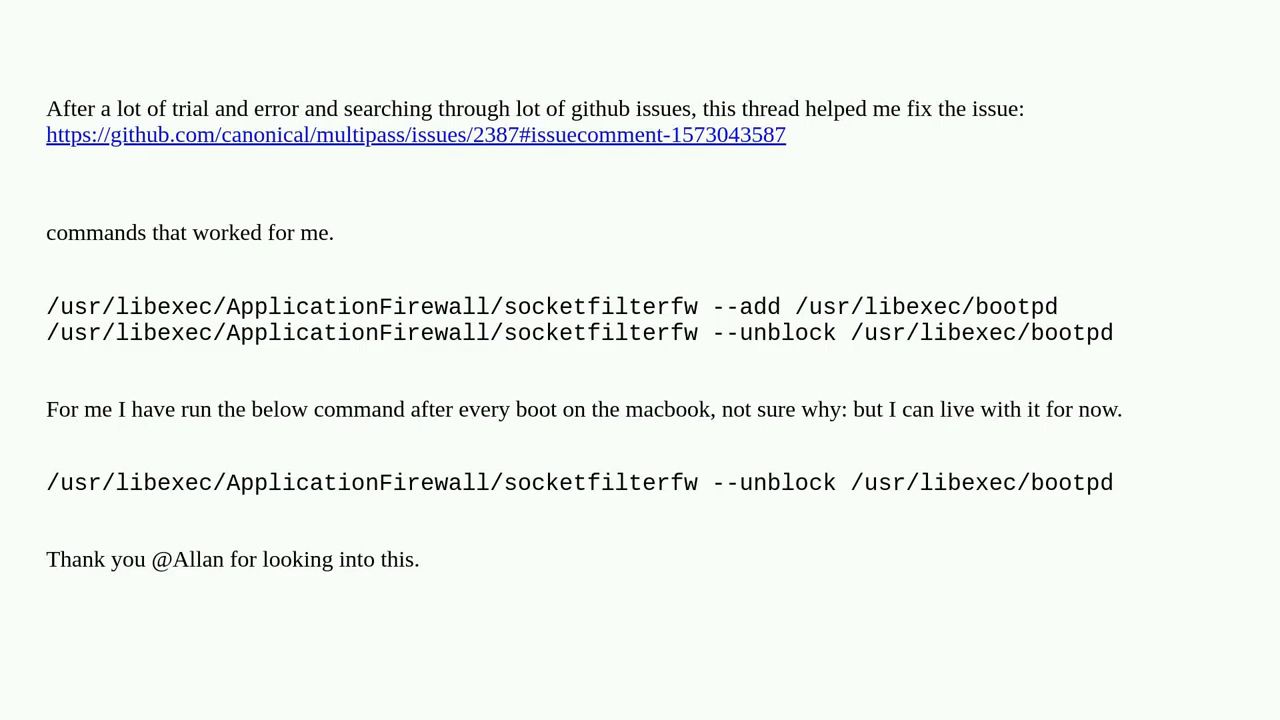 After a lot of trial and error and searching through lot of github issues, this thread helped me fix the issue:
https://github.com/canonical/multipass/issues/2387#issuecomment-1573043587
commands that worked for me.
/usr/libexec/ApplicationFirewall/socketfilterfw --add /usr/libexec/bootpd
/usr/libexec/ApplicationFirewall/socketfilterfw --unblock /usr/libexec/bootpd
For me I have run the below command after every boot on the macbook, not sure why: but I can live with it for now.
/usr/libexec/ApplicationFirewall/socketfilterfw --unblock /usr/libexec/bootpd
Thank you @Allan for looking into this.